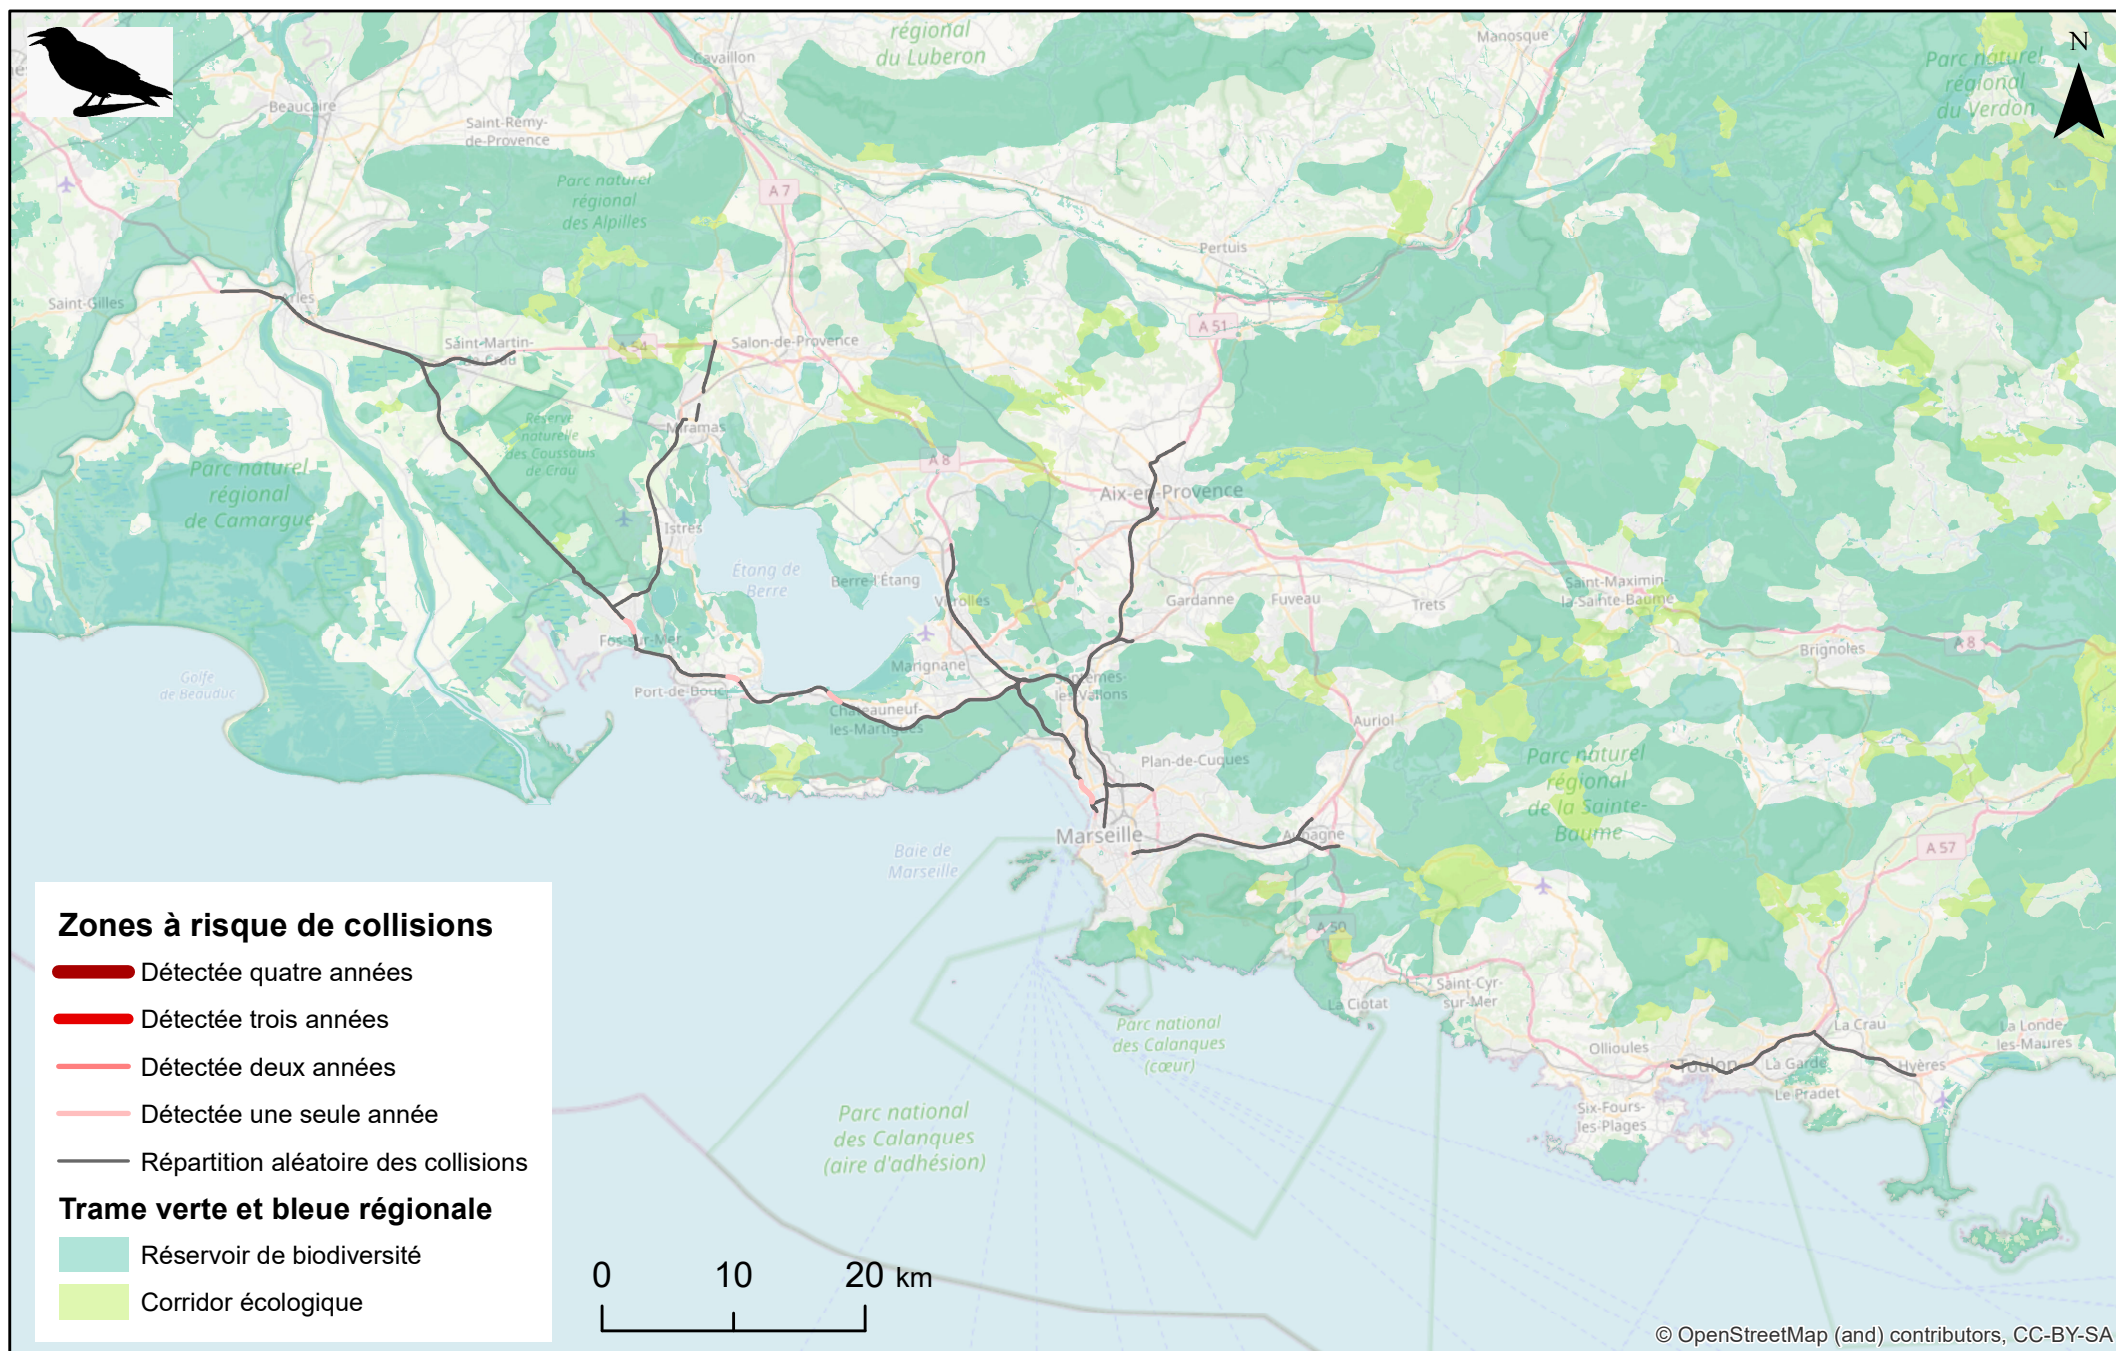 régional
du Luberon
Cavaillon
Manosque
Parc naturel
régional
du Verdon
N
Beaucaire
Saint-Remy-
de-Provence
Parc naturel
régional
des Alpilles
A 7
Pertuis
Saint-Gilles
Arles
A 51
Saint-Martin-
de-Crau
A 54
Salon-de-Provence
Réserve
naturelle
des Coussouls
de Crau
Miramas
Parc naturel
régional
de Camargue
A 8
Aix-en-Provence
Istres
Étang de
Berre
Berre-l'Étang
Vitrolles
Gardanne
Fuveau
Trets
Saint-Maximin-
la-Sainte-Baume
Fos-sur-Mer
Marignane
Brignoles
A 8
Golfe
de Beauduc
Port-de-Bouc
Septèmes-
les-Vallons
Châteauneuf-
les-Martigues
Auriol
Plan-de-Cuques
Parc naturel
régional
de la Sainte-
Baume
Marseille
Aubagne
A 57
Baie de
Marseille
A 50
La Ciotat
Saint-Cyr-
sur-Mer
Parc national
des Calanques
(cœur)
Ollioules
Toulon
La Garde
La Crau
La Londe-
les-Maures
Hyères
Le Pradet
Six-Fours-
les-Plages
Parc national
des Calanques
(aire d'adhésion)
Zones à risque de collisions
Détectée quatre années
Détectée trois années
Détectée deux années
Détectée une seule année
Répartition aléatoire des collisions
Trame verte et bleue régionale
Réservoir de biodiversité
Corridor écologique
0 10 20 km
© OpenStreetMap (and) contributors, CC-BY-SA